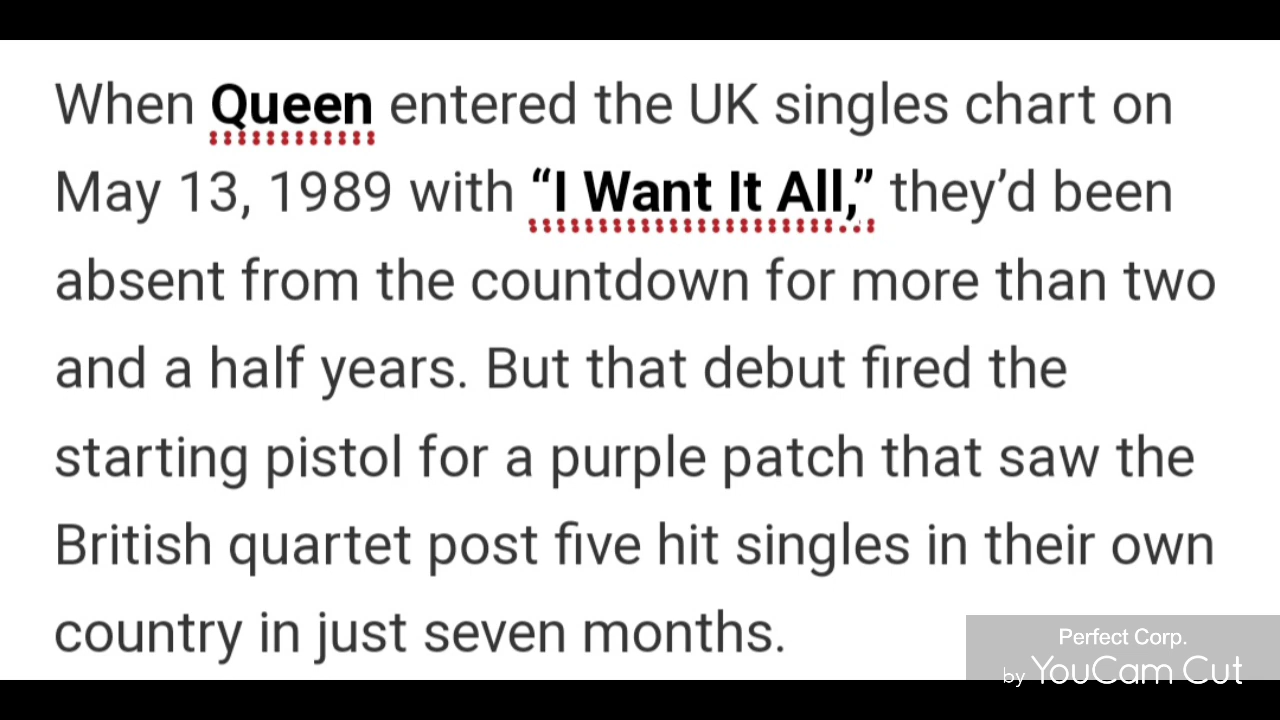 When Queen entered the UK singles chart on
May 13, 1989 with “I Want It All,” they’d been
absent from the countdown for more than two
and a half years. But that debut fired the
starting pistol for a purple patch that saw the
British quartet post five hit singles in their own
country in just seven months.
Perfect Corp.
by YouCam Cut